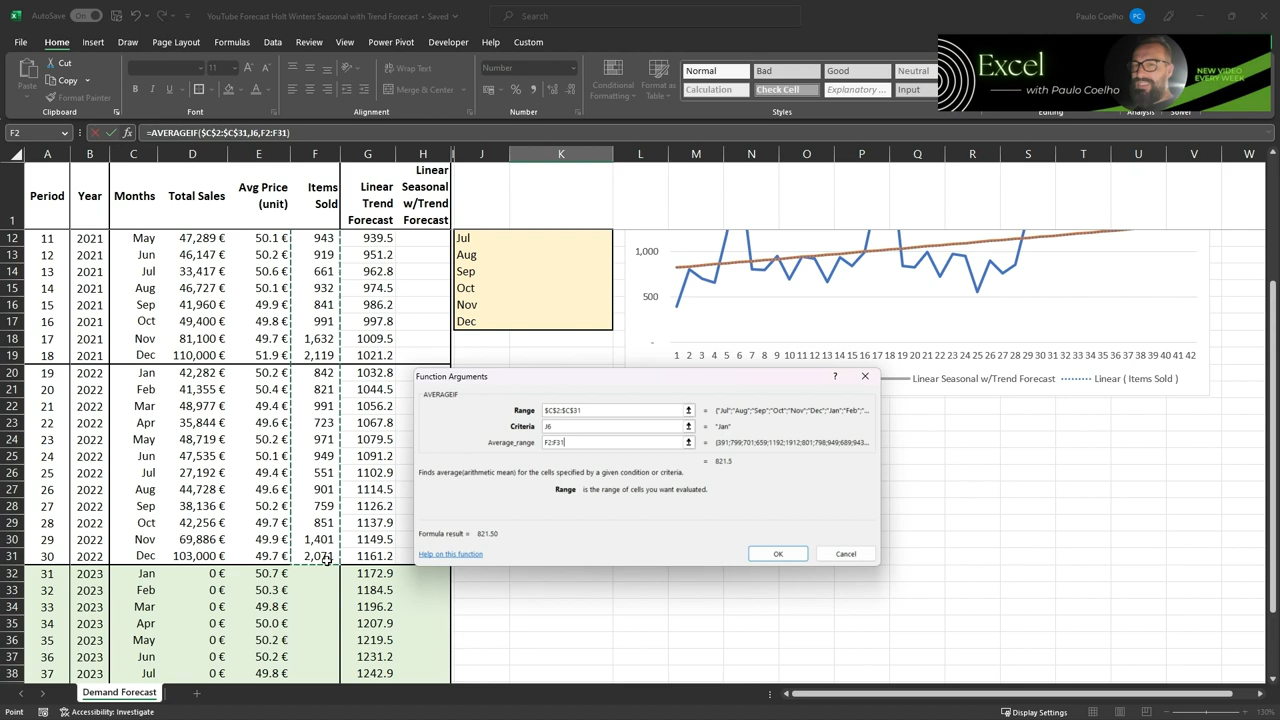 AutoSave On YouTube Forecast Holt Winters Seasonal with Trend Forecast • Saved Search Paulo Coelho PC
File Home Insert Draw Page Layout Formulas Data Review View Power Pivot Developer Help Custom
Excel
with Paulo Coelho
NEW VIDEO
EVERY WEEK
Paste Cut Copy Format Painter 11 Wrap Text Merge & Center Number Conditional Formatting Format as Table Normal Bad Good Neutral
Calculation Check Cell Explanatory ... Input
Clipboard Font Alignment Number Styles Analysis Solver
F2 fx =AVERAGEIF($C$2:$C$31,J6,F2:F31)
A B C D E F G H J K L M N O P Q R S T U V W
1 Period Year Months Total Sales Avg Price (unit) Items Sold Linear Trend Forecast Linear Seasonal w/Trend Forecast
12 11 2021 May 47,289 € 50.1 € 943 939.5 Jul
13 12 2021 Jun 46,147 € 50.2 € 919 951.2 Aug
14 13 2021 Jul 33,417 € 50.6 € 661 962.8 Sep
15 14 2021 Aug 46,727 € 50.2 € 932 974.5 Oct
16 15 2021 Sep 41,960 € 49.9 € 841 986.2 Nov
17 16 2021 Oct 49,400 € 49.8 € 991 997.8 Dec
18 17 2021 Nov 81,100 € 49.7 € 1,632 1009.5
19 18 2021 Dec 110,000 € 51.9 € 2,119 1021.2
20 19 2022 Jan 42,282 € 50.2 € 842 1032.8
21 20 2022 Feb 41,355 € 50.4 € 821 1044.5
22 21 2022 Mar 48,977 € 49.4 € 991 1056.2
23 22 2022 Apr 35,844 € 49.6 € 723 1067.8
24 23 2022 May 48,719 € 50.2 € 971 1079.5
25 24 2022 Jun 47,535 € 50.1 € 949 1091.2
26 25 2022 Jul 27,192 € 49.4 € 551 1102.9
27 26 2022 Aug 44,728 € 49.6 € 901 1114.5
28 27 2022 Sep 38,136 € 50.2 € 759 1126.2
29 28 2022 Oct 42,256 € 49.7 € 851 1137.9
30 29 2022 Nov 69,886 € 49.9 € 1,401 1149.5
31 30 2022 Dec 103,000 € 49.7 € 2,071 1161.2
32 31 2023 Jan 0 € 50.7 € 1172.9
33 32 2023 Feb 0 € 50.3 € 1184.5
34 33 2023 Mar 0 € 49.8 € 1196.2
35 34 2023 Apr 0 € 50.0 € 1207.9
36 35 2023 May 0 € 50.2 € 1219.5
37 36 2023 Jun 0 € 50.2 € 1231.2
38 37 2023 Jul 0 € 49.8 € 1242.9
1,000
500
-
1 2 3 4 5 6 7 8 9 10 11 12 13 14 15 16 17 18 19 20 21 22 23 24 25 26 27 28 29 30 31 32 33 34 35 36 37 38 39 40 41 42
Linear Seasonal w/Trend Forecast Linear ( Items Sold )
Function Arguments ? ×
AVERAGEIF
Range $C$2:$C$31 = {"Jul";"Aug";"Sep";"Oct";"Nov";"Dec";"Jan";"Feb";"...
Criteria J6 = "Jan"
Average_range F2:F31 = {391;799;701;659;1192;1912;801;798;949;689;943...
= 821.5
Finds average(arithmetic mean) for the cells specified by a given condition or criteria.
Range is the range of cells you want evaluated.
Formula result = 821.50
Help on this function OK Cancel
Demand Forecast
Point Accessibility: Investigate Display Settings 130%